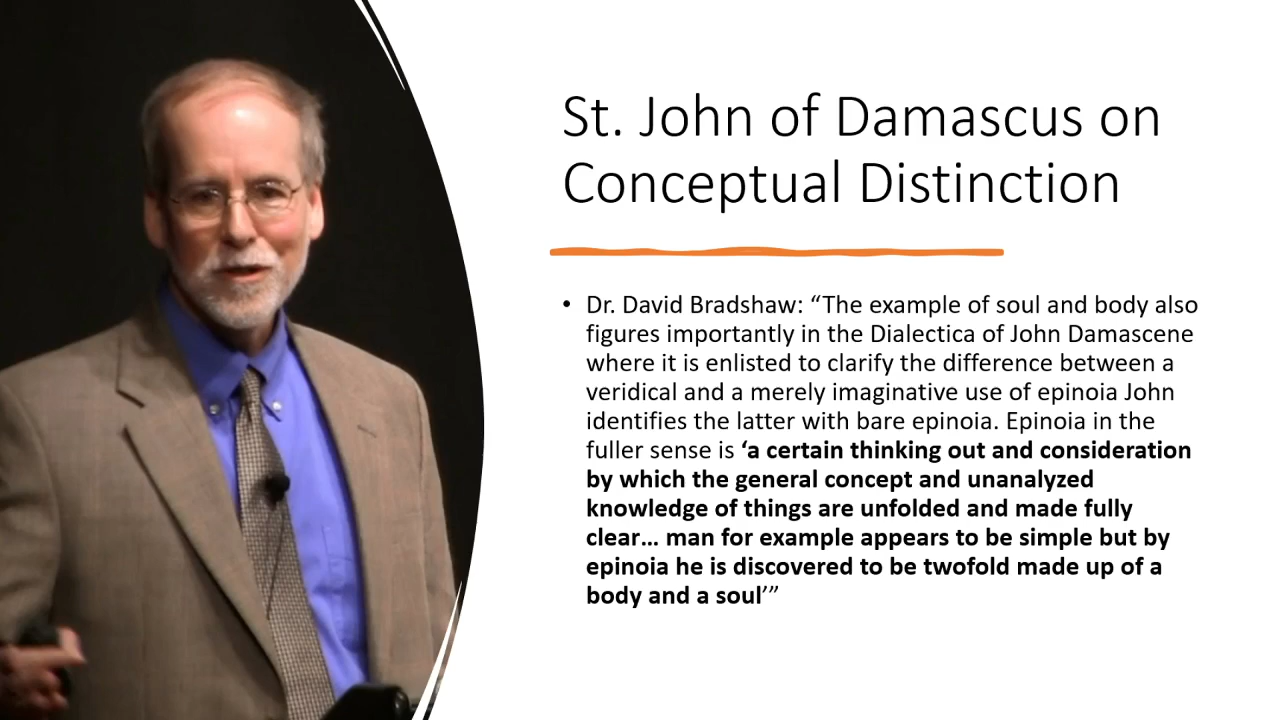 St. John of Damascus on
Conceptual Distinction
• Dr. David Bradshaw: “The example of soul and body also
figures importantly in the Dialectica of John Damascene
where it is enlisted to clarify the difference between a
veridical and a merely imaginative use of epinoia John
identifies the latter with bare epinoia. Epinoia in the
fuller sense is ‘a certain thinking out and consideration
by which the general concept and unanalyzed
knowledge of things are unfolded and made fully
clear… man for example appears to be simple but by
epinoia he is discovered to be twofold made up of a
body and a soul’”